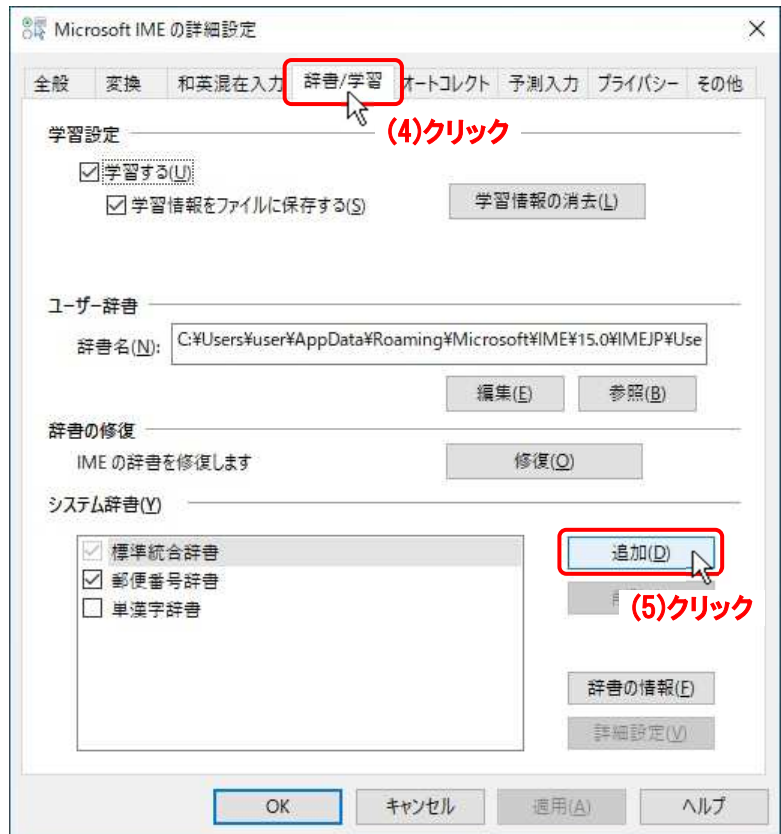 Microsoft IME の詳細設定
全般 変換 和英混在入力 辞書/学習 オートコレクト 予測入力 プライバシー その他
(4)クリック
学習設定
学習する(U)
学習情報をファイルに保存する(S) 学習情報の消去(L)
ユーザー辞書
辞書名(N): C:¥Users¥user¥AppData¥Roaming¥Microsoft¥IME¥15.0¥IMEJP¥Use
編集(E) 参照(B)
辞書の修復
IME の辞書を修復します 修復(O)
システム辞書(Y)
標準統合辞書 追加(D)
郵便番号辞書
(5)クリック
単漢字辞書
辞書の情報(F)
詳細設定(V)
OK キャンセル 適用(A) ヘルプ